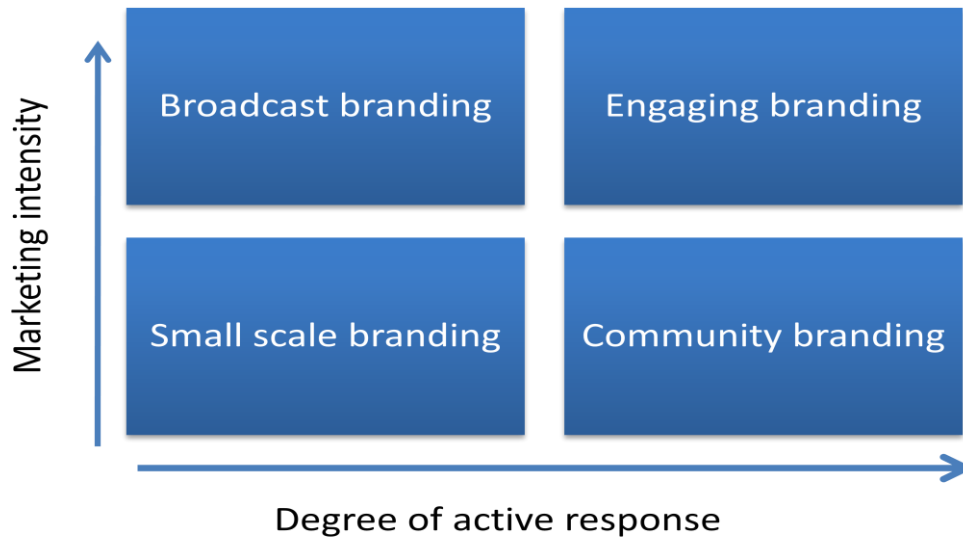 Marketing intensity
Broadcast branding
Engaging branding
Small scale branding
Community branding
Degree of active response